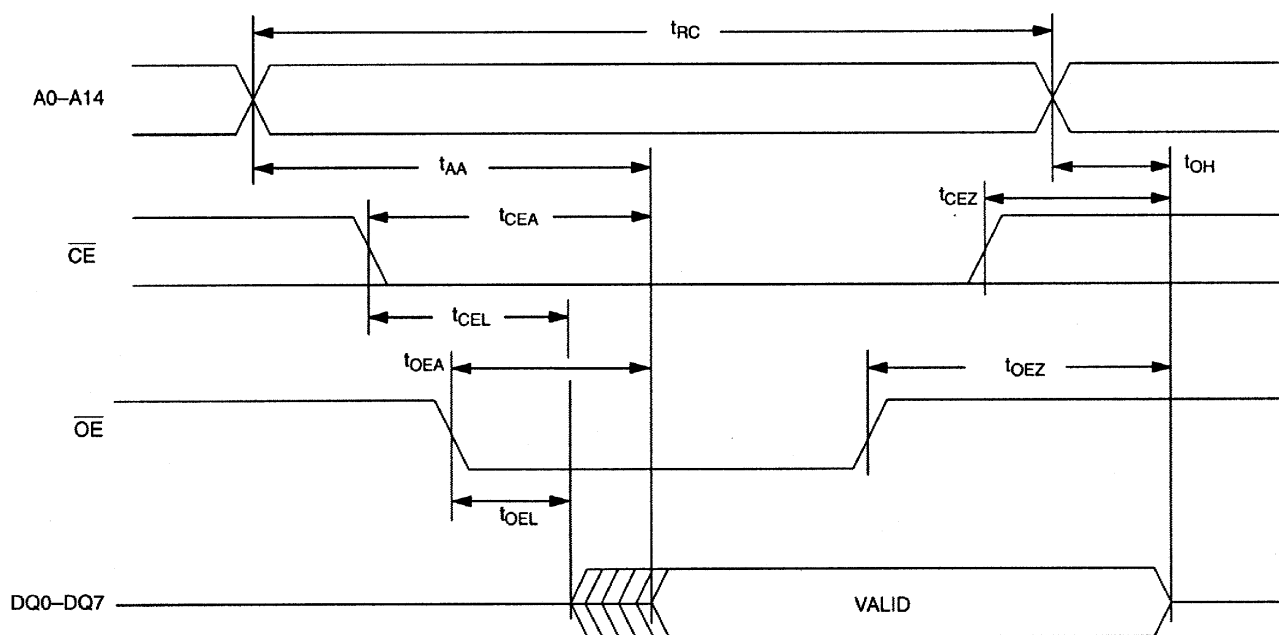 tRC
A0–A14
tAA
tOH
tCEZ
tCEA
CE
tCEL
tOEA
tOEZ
OE
tOEL
DQ0–DQ7
VALID